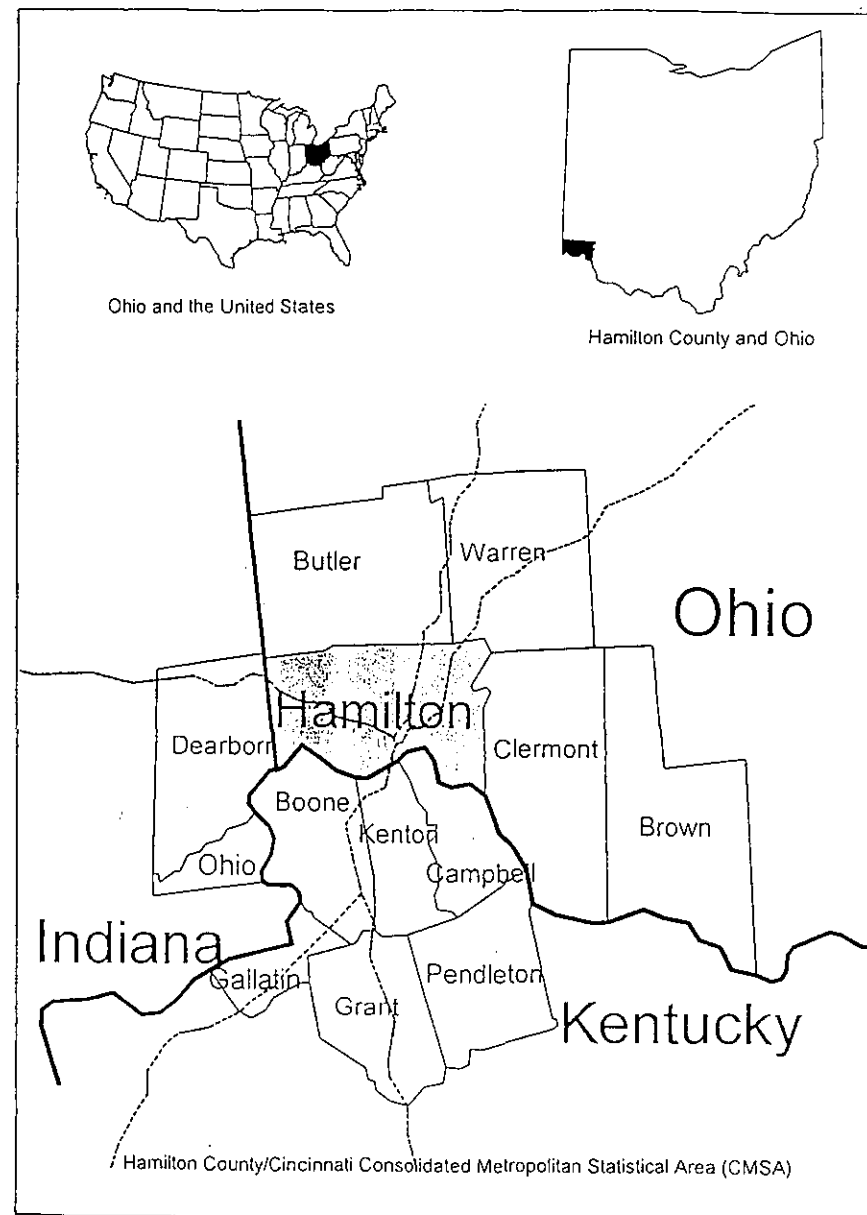 Ohio and the United States
Hamilton County and Ohio
Butler
Warren
Ohio
Hamilton
Dearborn
Clermont
Boone
Kenton
Brown
Ohio
Campbell
Indiana
Gallatin
Pendleton
Grant
Kentucky
Hamilton County/Cincinnati Consolidated Metropolitan Statistical Area (CMSA)